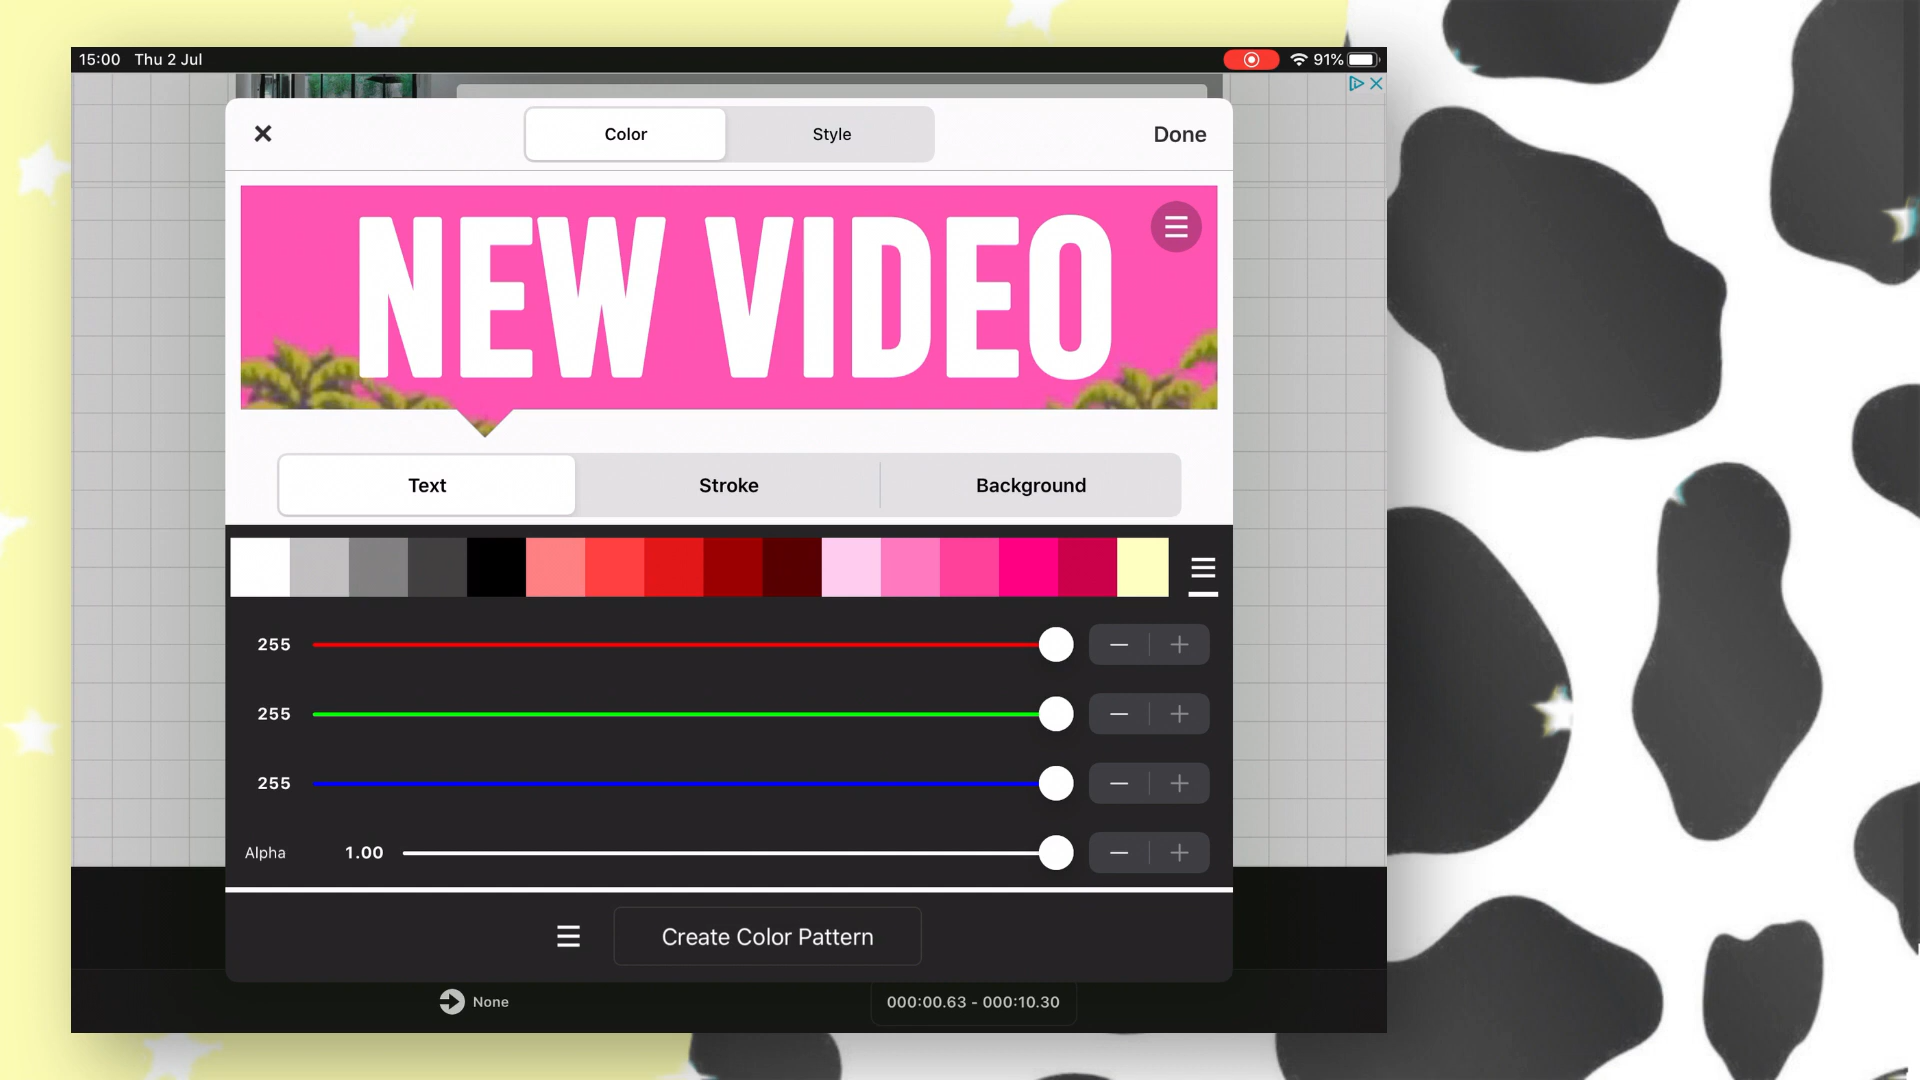 15:00 Thu 2 Jul 91%
Color Style Done
NEW VIDEO
Text Stroke Background
255
255
255
Alpha 1.00
Create Color Pattern
None 000:00.63 - 000:10.30